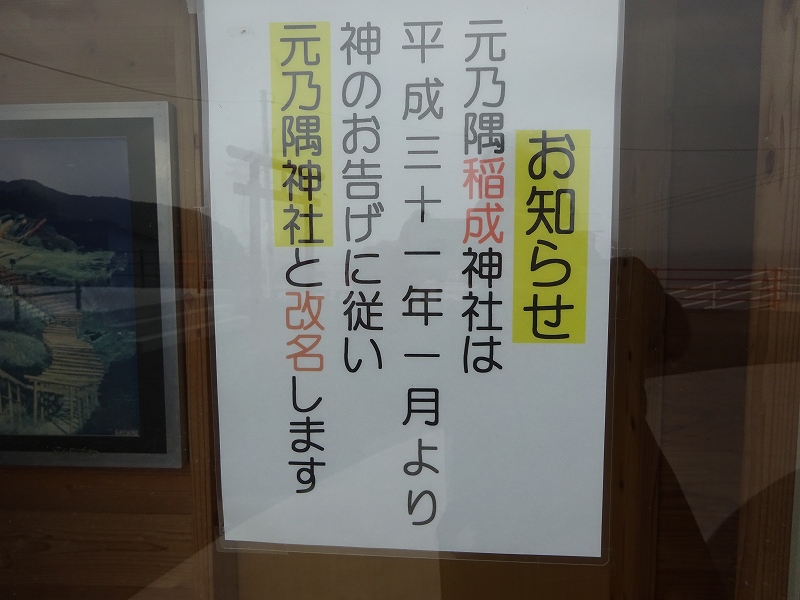 お知らせ
元乃隅稲成神社は
平成三十一年一月より
神のお告げに従い
元乃隅神社と改名します